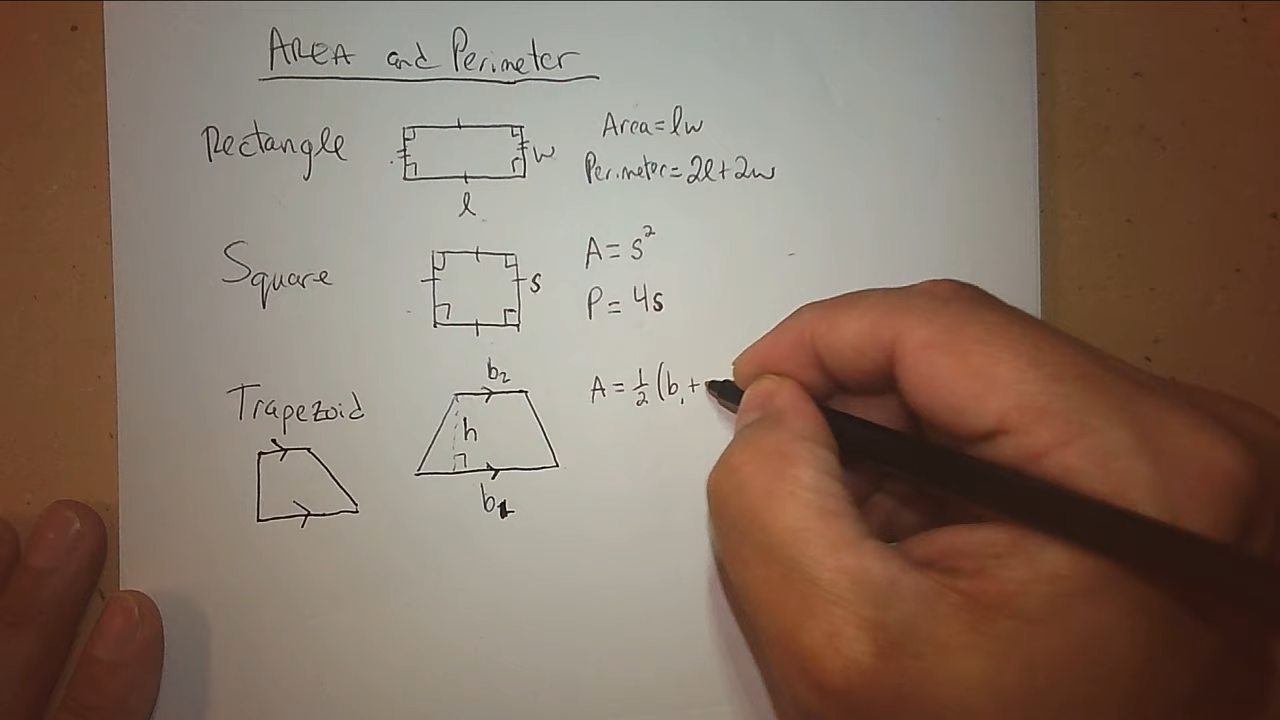 AREA and Perimeter
Rectangle
w
l
Area = lw
Perimeter = 2l + 2w
Square
s
A = s²
P = 4s
Trapezoid
b₂
h
b₁
A = ½ (b₁ +